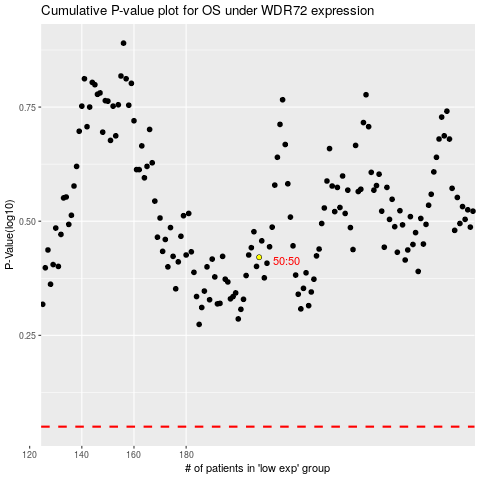 Cumulative P-value plot for OS under WDR72 expression
P-Value(log10)
0.75
0.50
0.25
50:50
120 140 160 180
# of patients in 'low exp' group